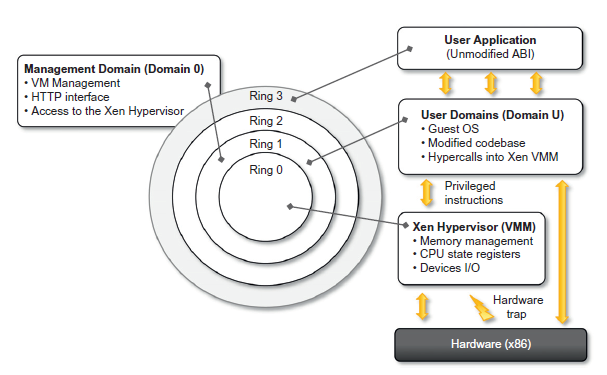 Management Domain (Domain 0)
• VM Management
• HTTP interface
• Access to the Xen Hypervisor
Ring 3
Ring 2
Ring 1
Ring 0
User Application
(Unmodified ABI)
User Domains (Domain U)
• Guest OS
• Modified codebase
• Hypercalls into Xen VMM
Privileged
instructions
Xen Hypervisor (VMM)
• Memory management
• CPU state registers
• Devices I/O
Hardware
trap
Hardware (x86)